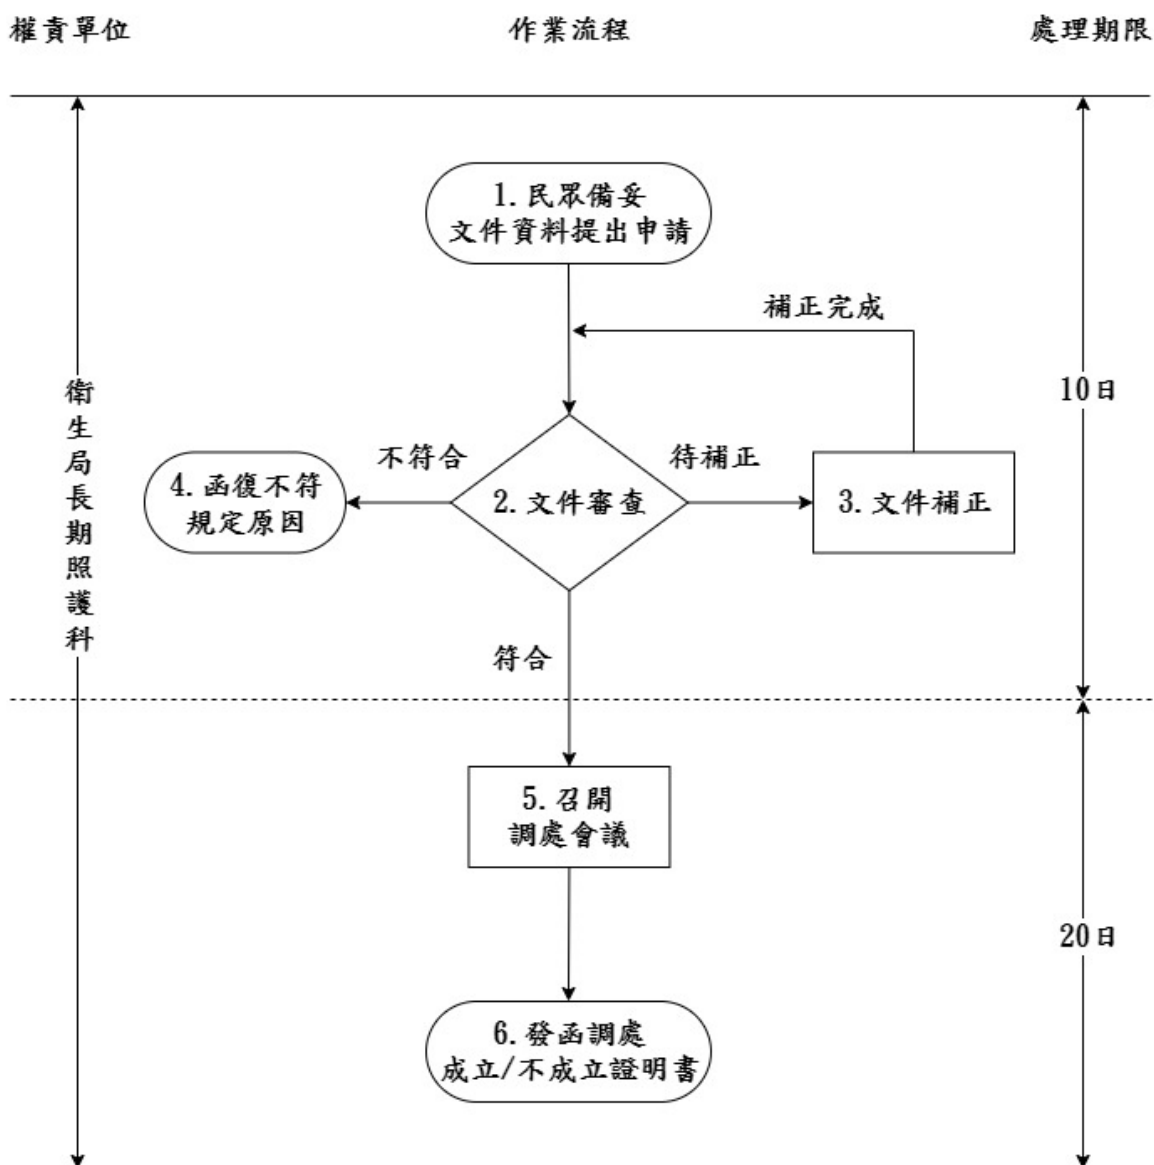 權責單位
作業流程
處理期限
1.民眾備妥
文件資料提出申請
補正完成
衛生局長期照護科
10日
不符合
待補正
4.函復不符
規定原因
2.文件審查
3.文件補正
符合
5.召開
調處會議
20日
6.發函調處
成立/不成立證明書